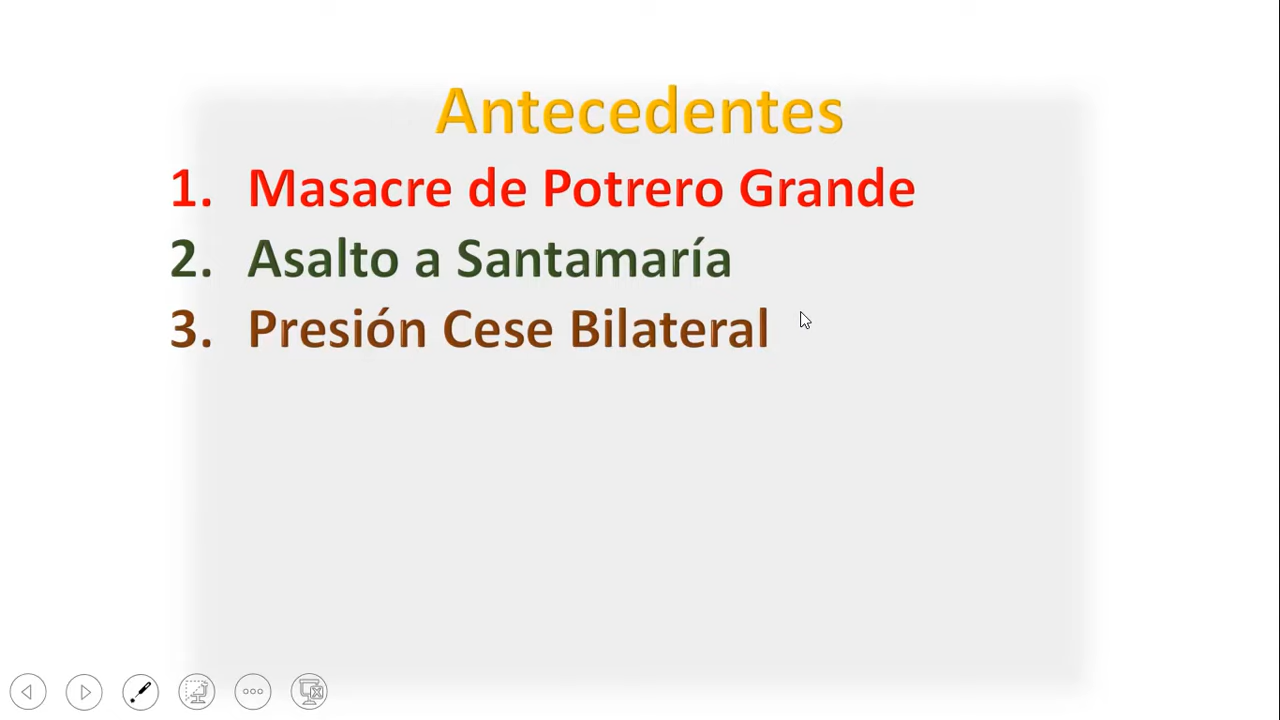 Antecedentes
1. Masacre de Potrero Grande
2. Asalto a Santamaría
3. Presión Cese Bilateral